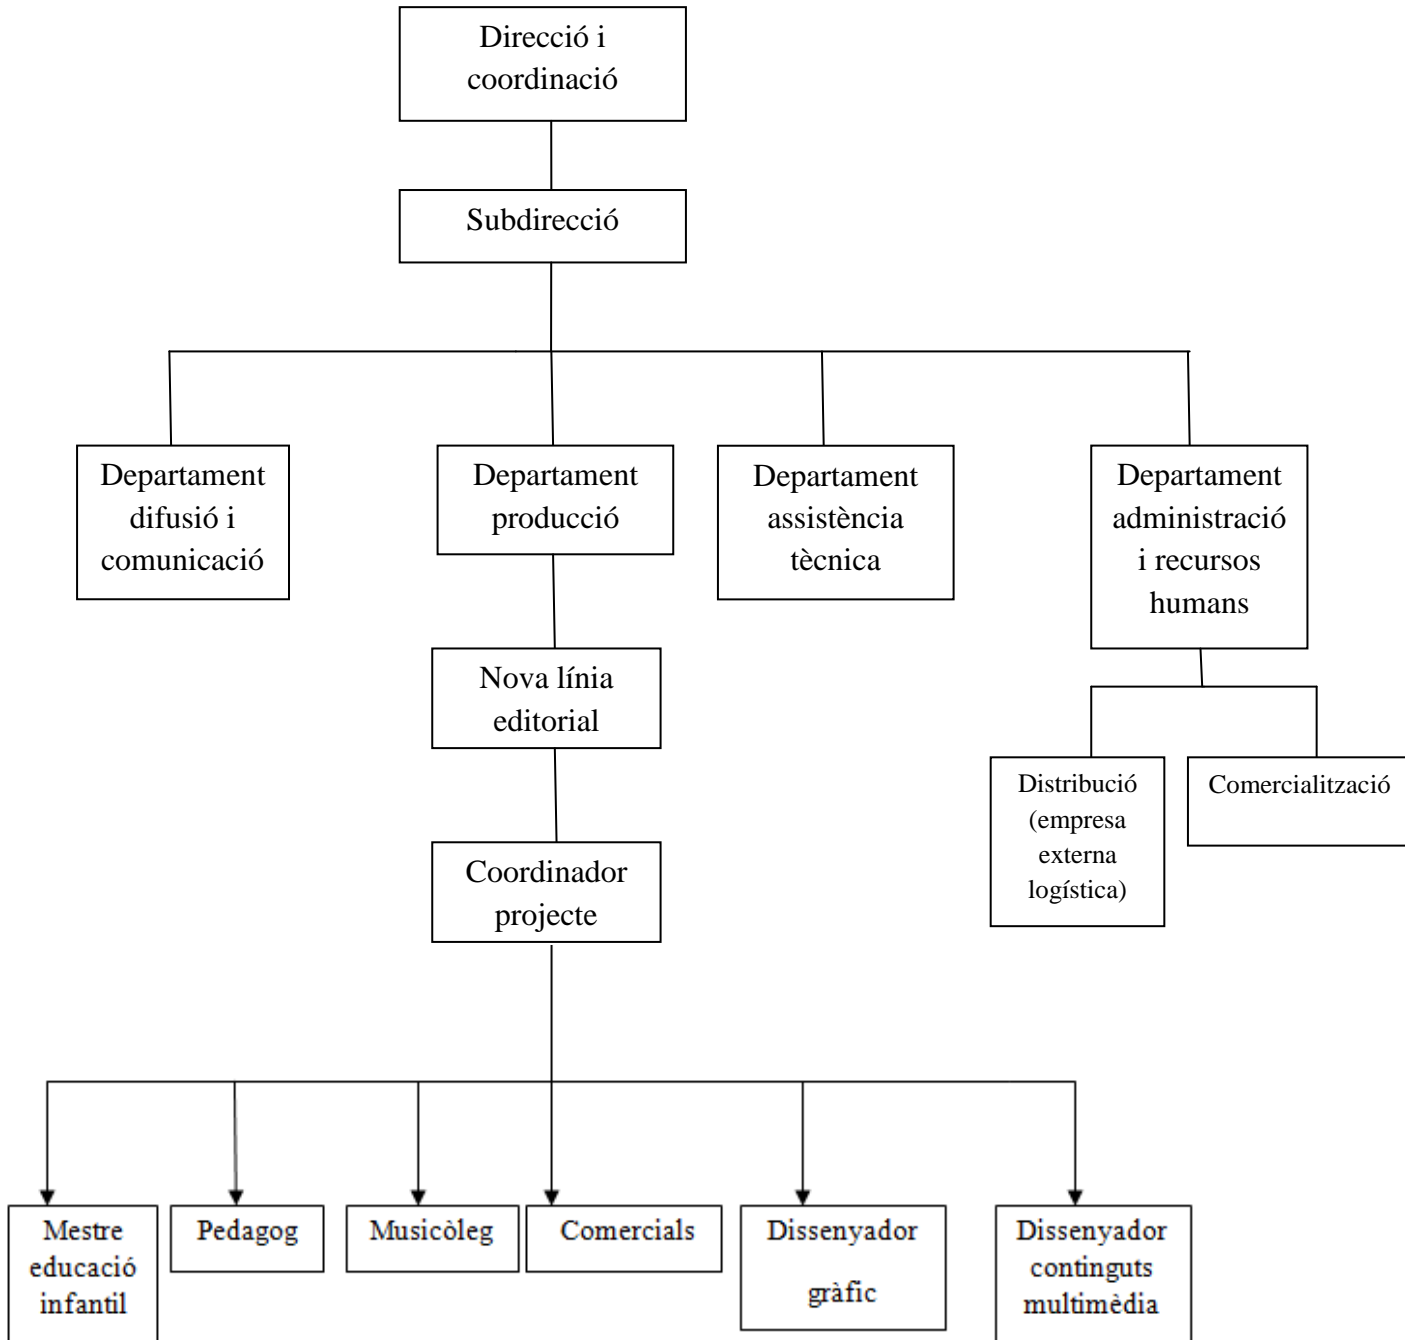 Direcció i
coordinació
Subdirecció
Departament
difusió i
comunicació
Departament
producció
Departament
assistència
tècnica
Departament
administració
i recursos
humans
Nova línia
editorial
Distribució
(empresa
externa
logística)
Comercialització
Coordinador
projecte
Mestre
educació
infantil
Pedagog
Musicòleg
Comercials
Dissenyador
gràfic
Dissenyador
continguts
multimèdia